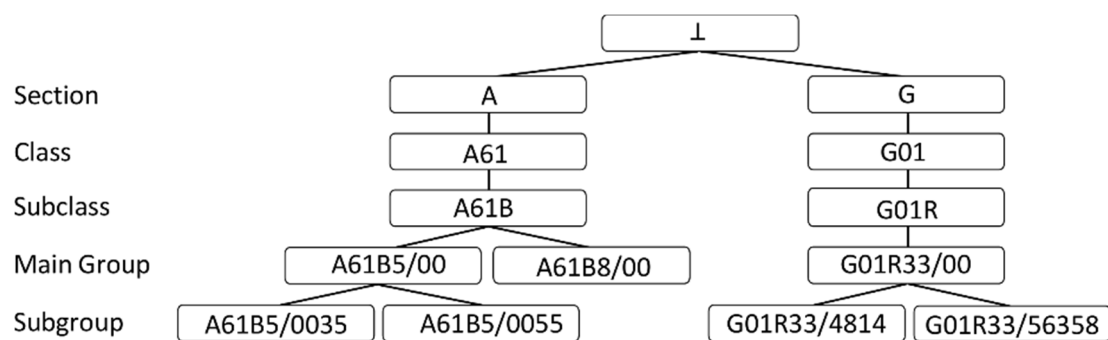 ⊥
Section A G
Class A61 G01
Subclass A61B G01R
Main Group A61B5/00 A61B8/00 G01R33/00
Subgroup A61B5/0035 A61B5/0055 G01R33/4814 G01R33/56358